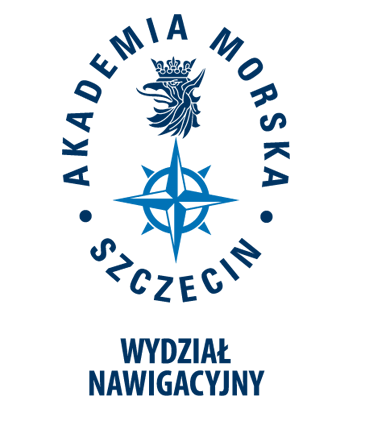 AKADEMIA MORSKA
SZCZECIN
WYDZIAŁ
NAWIGACYJNY